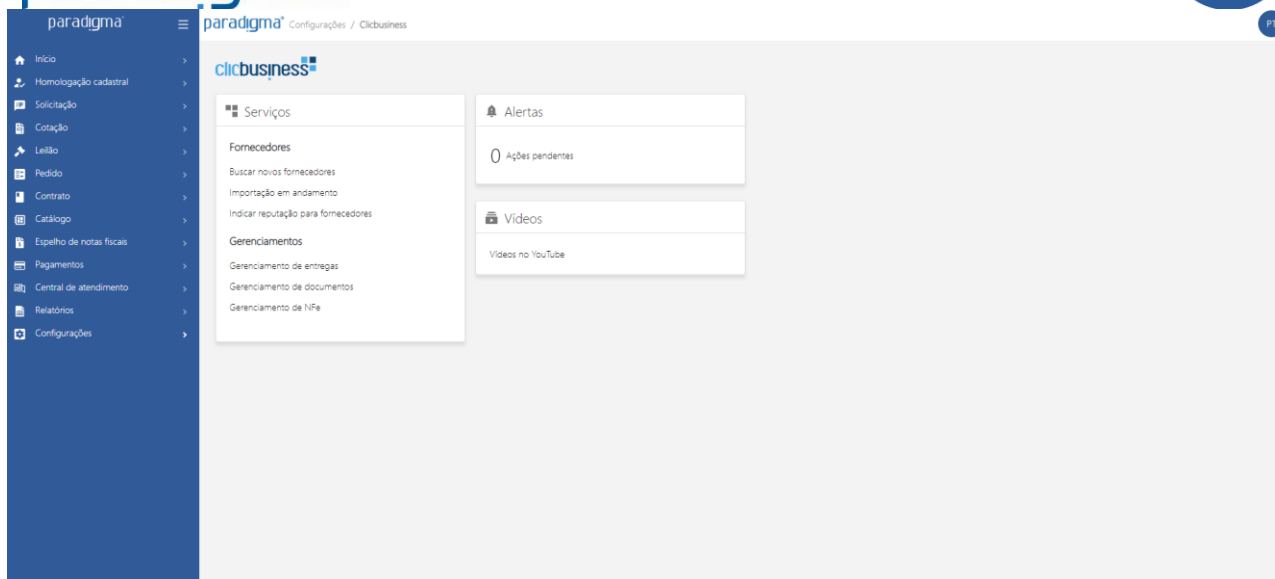 paradigma
paradigma Configurações / Clicbusiness
PT
Início
Homologação cadastral
Solicitação
Cotação
Leilão
Pedido
Contrato
Catálogo
Espelho de notas fiscais
Pagamentos
Central de atendimento
Relatórios
Configurações
clicbusiness
Serviços
Fornecedores
Buscar novos fornecedores
Importação em andamento
Indicar reputação para fornecedores
Gerenciamentos
Gerenciamento de entregas
Gerenciamento de documentos
Gerenciamento de NFe
Alertas
0 Ações pendentes
Vídeos
Vídeos no YouTube